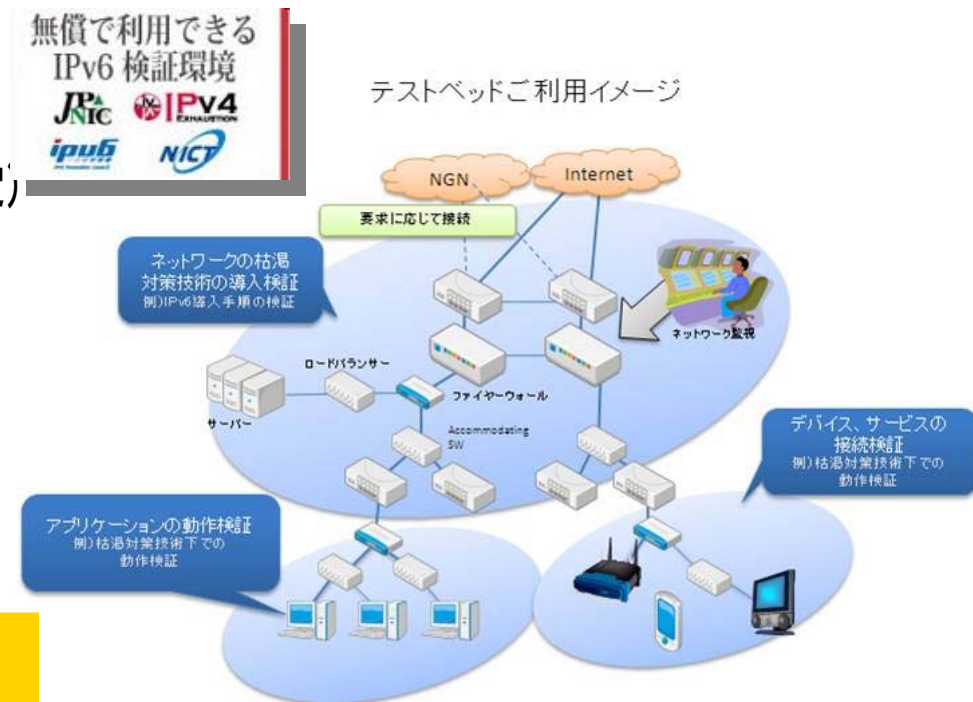 無償で利用できる
IPv6 検証環境
JPNIC
IPv4
EXHAUSTION
ipv6
NICT
テストベッドご利用イメージ
NGN
Internet
要求に応じて接続
ネットワークの枯渇
対策技術の導入検証
例)IPv6導入手順の検証
ネットワーク監視
ロードバランサー
サーバー
ファイヤーウォール
Accommodating
SW
デバイス、サービスの
接続検証
例)枯渇対策技術下での
動作検証
アプリケーションの動作検証
例)枯渇対策技術下での
動作検証